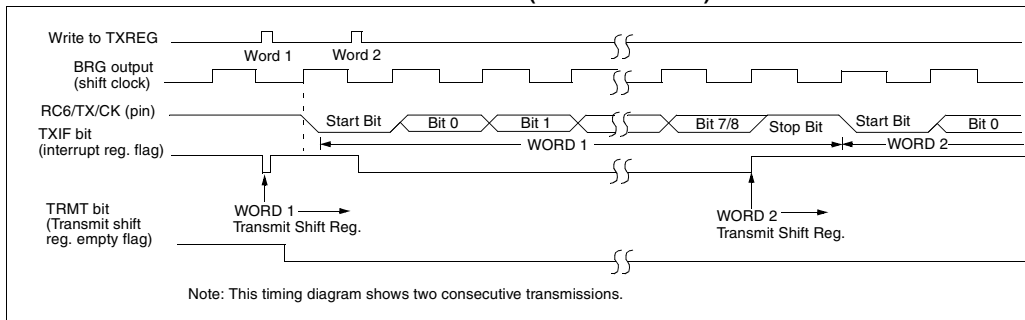 Write to TXREG
Word 1
Word 2
BRG output
(shift clock)
RC6/TX/CK (pin)
Start Bit
Bit 0
Bit 1
Bit 7/8
Stop Bit
Start Bit
Bit 0
TXIF bit
(interrupt reg. flag)
WORD 1
WORD 2
TRMT bit
(Transmit shift
reg. empty flag)
WORD 1
Transmit Shift Reg.
WORD 2
Transmit Shift Reg.
Note: This timing diagram shows two consecutive transmissions.